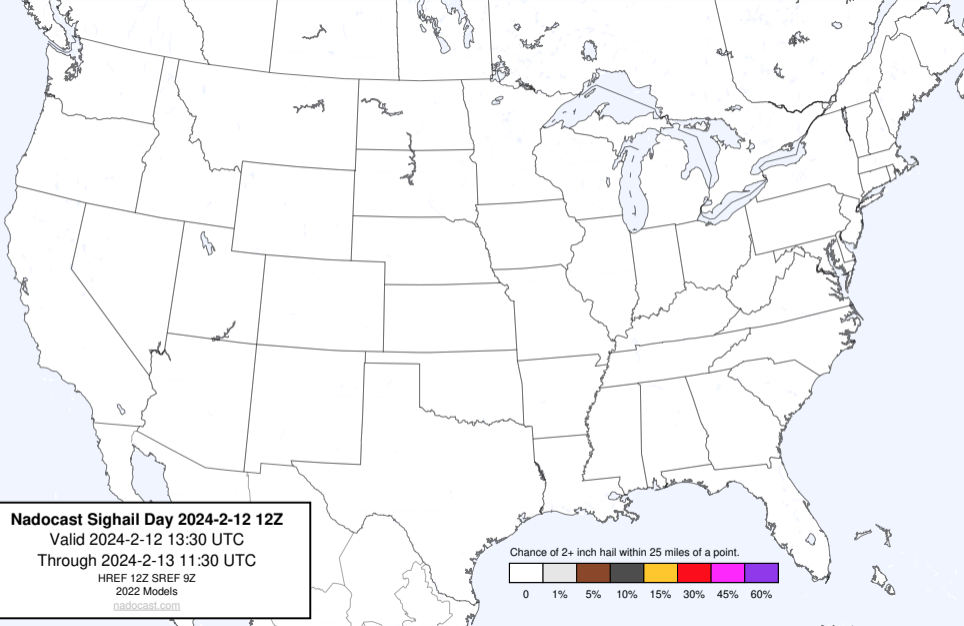 Nadocast Sighail Day 2024-2-12 12Z
Valid 2024-2-12 13:30 UTC
Through 2024-2-13 11:30 UTC
HREF 12Z SREF 9Z
2022 Models
nadocast.com
Chance of 2+ inch hail within 25 miles of a point.
0 1% 5% 10% 15% 30% 45% 60%